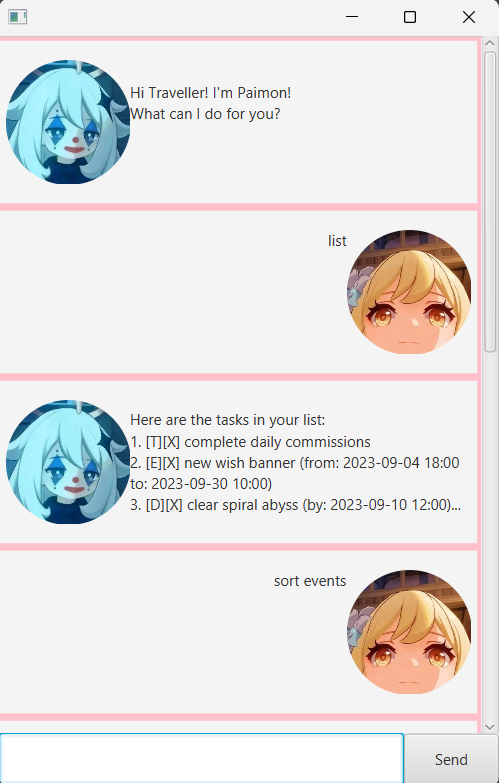 Hi Traveller! I'm Paimon!
What can I do for you?
list
Here are the tasks in your list:
1. [T][X] complete daily commissions
2. [E][X] new wish banner (from: 2023-09-04 18:00
to: 2023-09-30 10:00)
3. [D][X] clear spiral abyss (by: 2023-09-10 12:00)...
sort events
Send